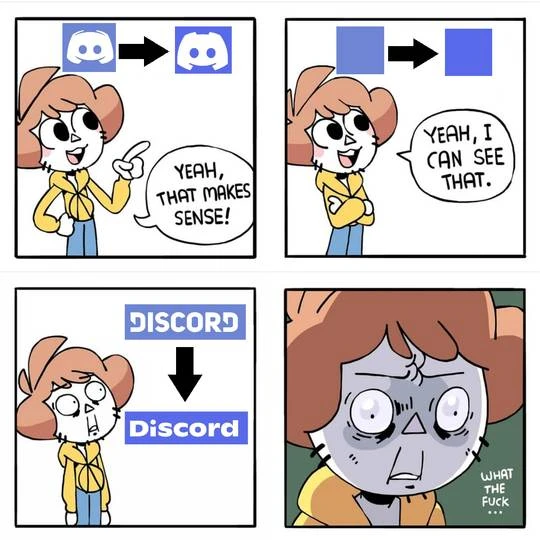 YEAH,
THAT MAKES
SENSE!
YEAH, I
CAN SEE
THAT.
DISCORD
Discord
WHAT
THE
FUCK
...